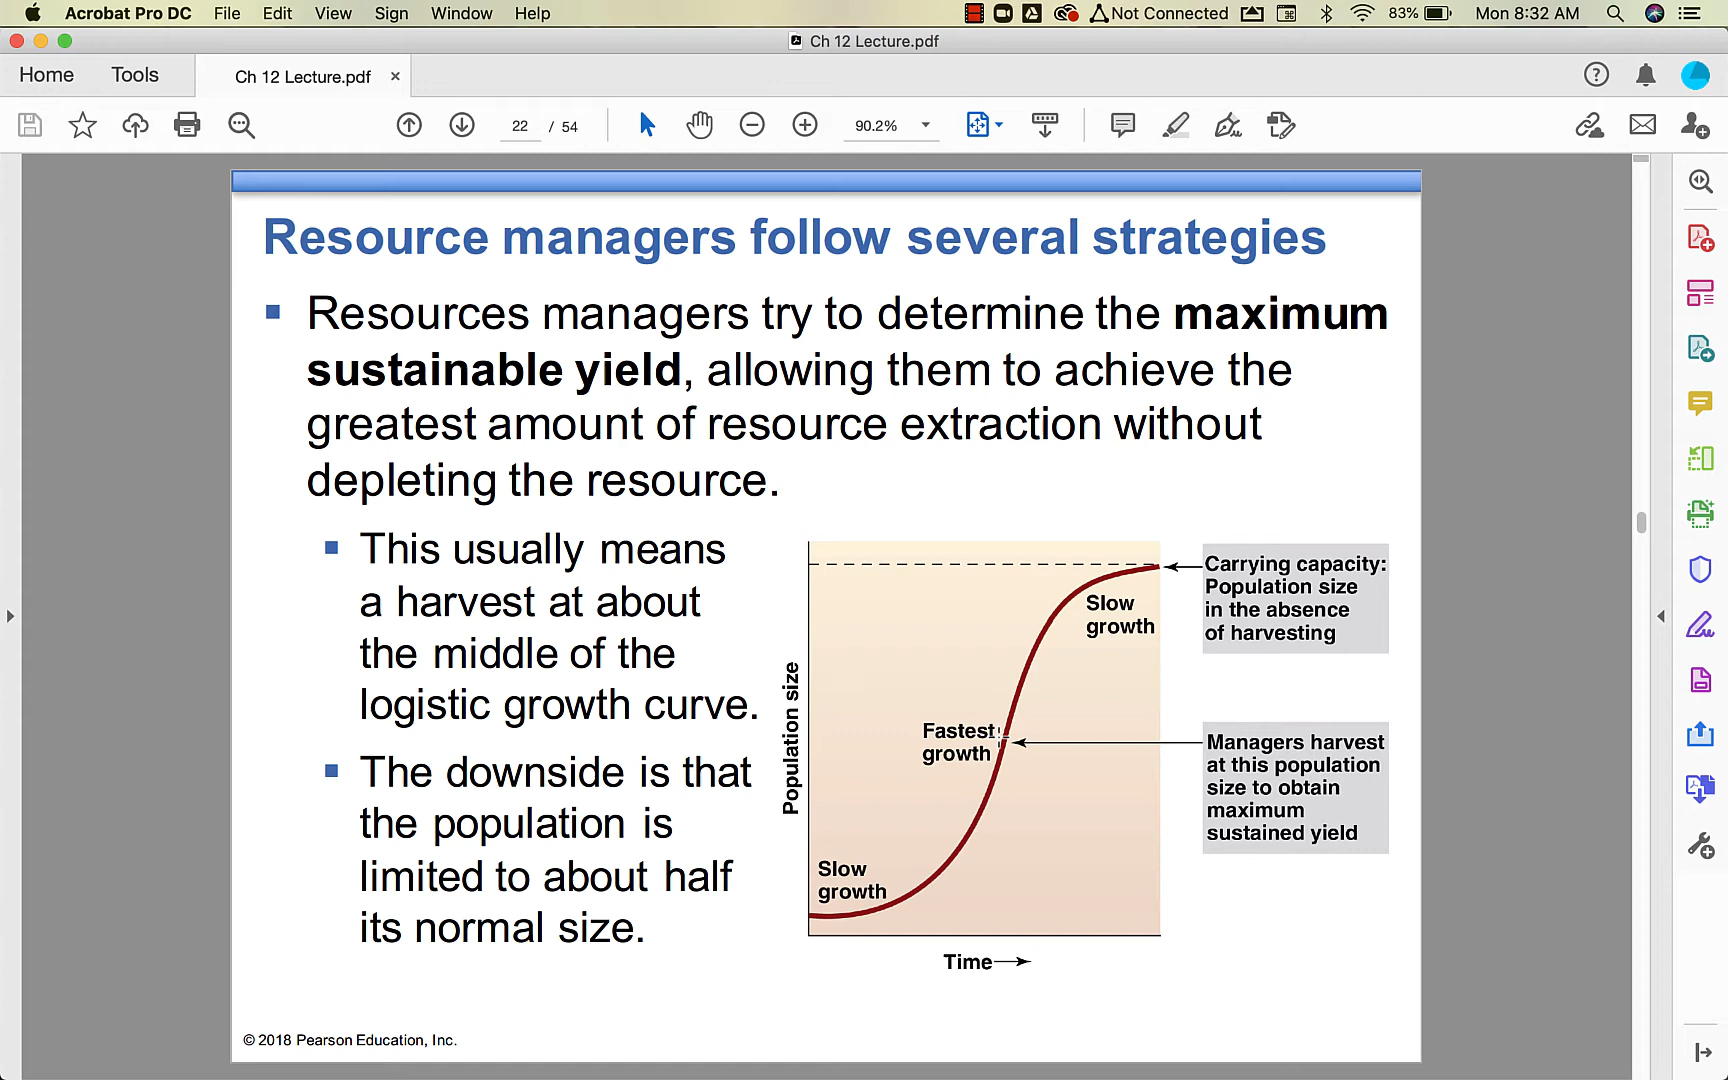 Acrobat Pro DC File Edit View Sign Window Help Not Connected 83% Mon 8:32 AM
Ch 12 Lecture.pdf
Home Tools Ch 12 Lecture.pdf ×
22 / 54 90.2%
Resource managers follow several strategies
Resources managers try to determine the maximum
sustainable yield, allowing them to achieve the
greatest amount of resource extraction without
depleting the resource.
This usually means
a harvest at about
the middle of the
logistic growth curve.
The downside is that
the population is
limited to about half
its normal size.
Population size
Carrying capacity:
Population size
in the absence
of harvesting
Slow
growth
Fastest
growth
Managers harvest
at this population
size to obtain
maximum
sustained yield
Slow
growth
Time
© 2018 Pearson Education, Inc.